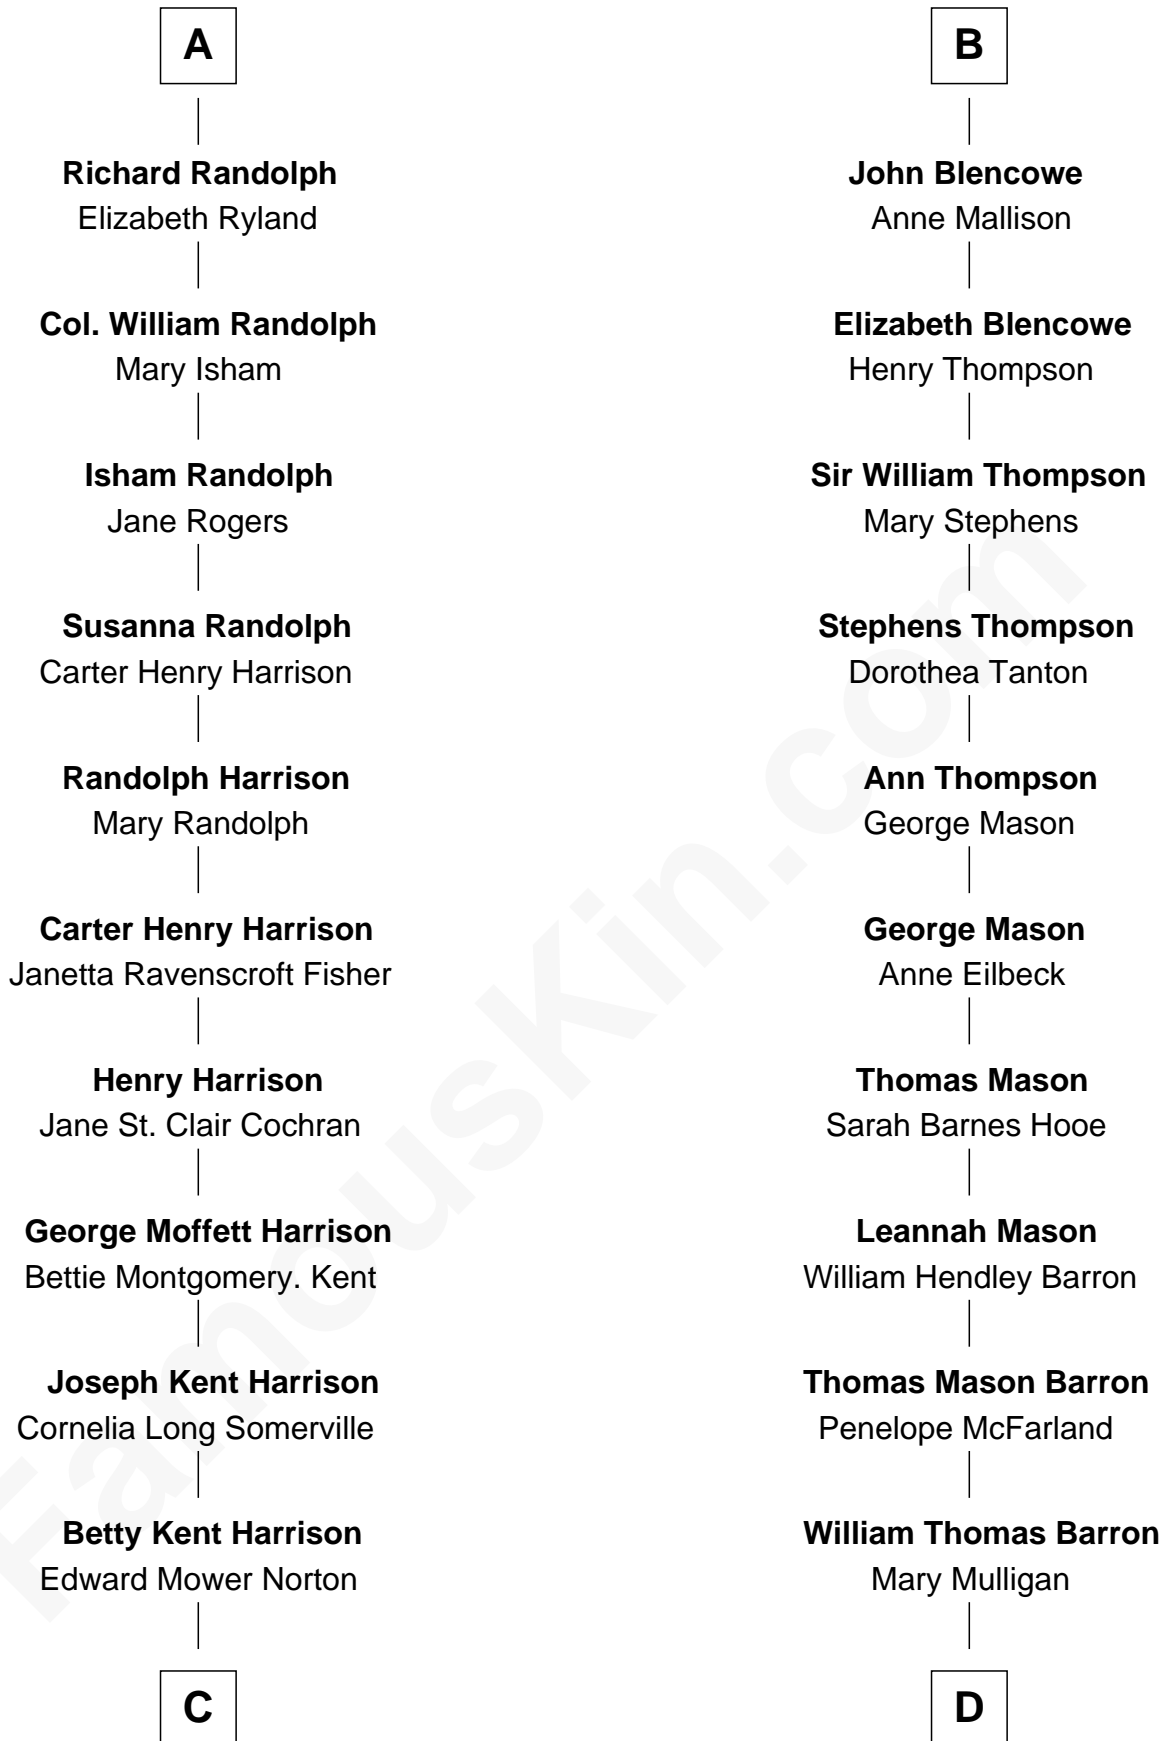 A
Richard Randolph
Elizabeth Ryland
Col. William Randolph
Mary Isham
Isham Randolph
Jane Rogers
Susanna Randolph
Carter Henry Harrison
Randolph Harrison
Mary Randolph
Carter Henry Harrison
Janetta Ravenscroft Fisher
Henry Harrison
Jane St. Clair Cochran
George Moffett Harrison
Bettie Montgomery. Kent
Joseph Kent Harrison
Cornelia Long Somerville
Betty Kent Harrison
Edward Mower Norton
C
B
John Blencowe
Anne Mallison
Elizabeth Blencowe
Henry Thompson
Sir William Thompson
Mary Stephens
Stephens Thompson
Dorothea Tanton
Ann Thompson
George Mason
George Mason
Anne Eilbeck
Thomas Mason
Sarah Barnes Hooe
Leannah Mason
William Hendley Barron
Thomas Mason Barron
Penelope McFarland
William Thomas Barron
Mary Mulligan
D
FamousKin.com